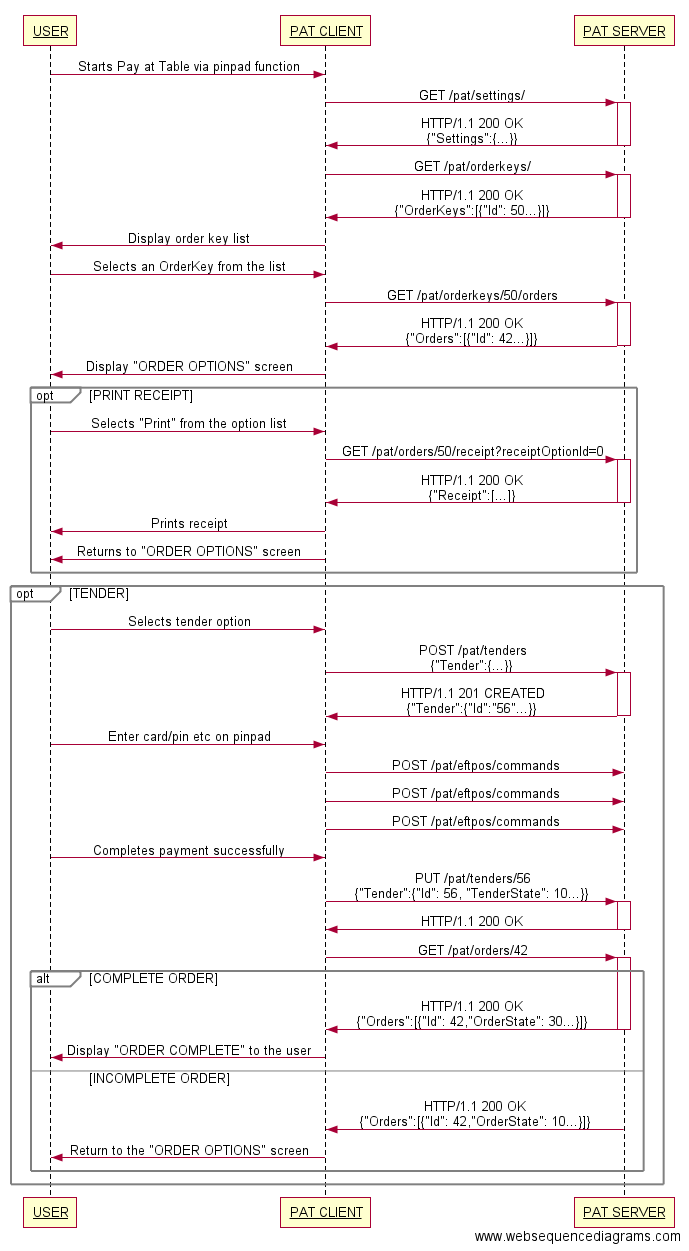 USER PAT CLIENT PAT SERVER
Starts Pay at Table via pinpad function
GET /pat/settings/
HTTP/1.1 200 OK
{"Settings":{...}}
GET /pat/orderkeys/
HTTP/1.1 200 OK
{"OrderKeys":[{"Id": 50...}]}
Display order key list
Selects an OrderKey from the list
GET /pat/orderkeys/50/orders
HTTP/1.1 200 OK
{"Orders":[{"Id": 42...}]}
Display "ORDER OPTIONS" screen
opt [PRINT RECEIPT]
Selects "Print" from the option list
GET /pat/orders/50/receipt?receiptOptionId=0
HTTP/1.1 200 OK
{"Receipt":[...]}
Prints receipt
Returns to "ORDER OPTIONS" screen
opt [TENDER]
Selects tender option
POST /pat/tenders
{"Tender":{...}}
HTTP/1.1 201 CREATED
{"Tender":{"Id":"56"...}}
Enter card/pin etc on pinpad
POST /pat/eftpos/commands
POST /pat/eftpos/commands
POST /pat/eftpos/commands
Completes payment successfully
PUT /pat/tenders/56
{"Tender":{"Id": 56, "TenderState": 10...}}
HTTP/1.1 200 OK
GET /pat/orders/42
alt [COMPLETE ORDER]
HTTP/1.1 200 OK
{"Orders":[{"Id": 42,"OrderState": 30...}]}
Display "ORDER COMPLETE" to the user
[INCOMPLETE ORDER]
HTTP/1.1 200 OK
{"Orders":[{"Id": 42,"OrderState": 10...}]}
Return to the "ORDER OPTIONS" screen
USER PAT CLIENT PAT SERVER
www.websequencediagrams.com